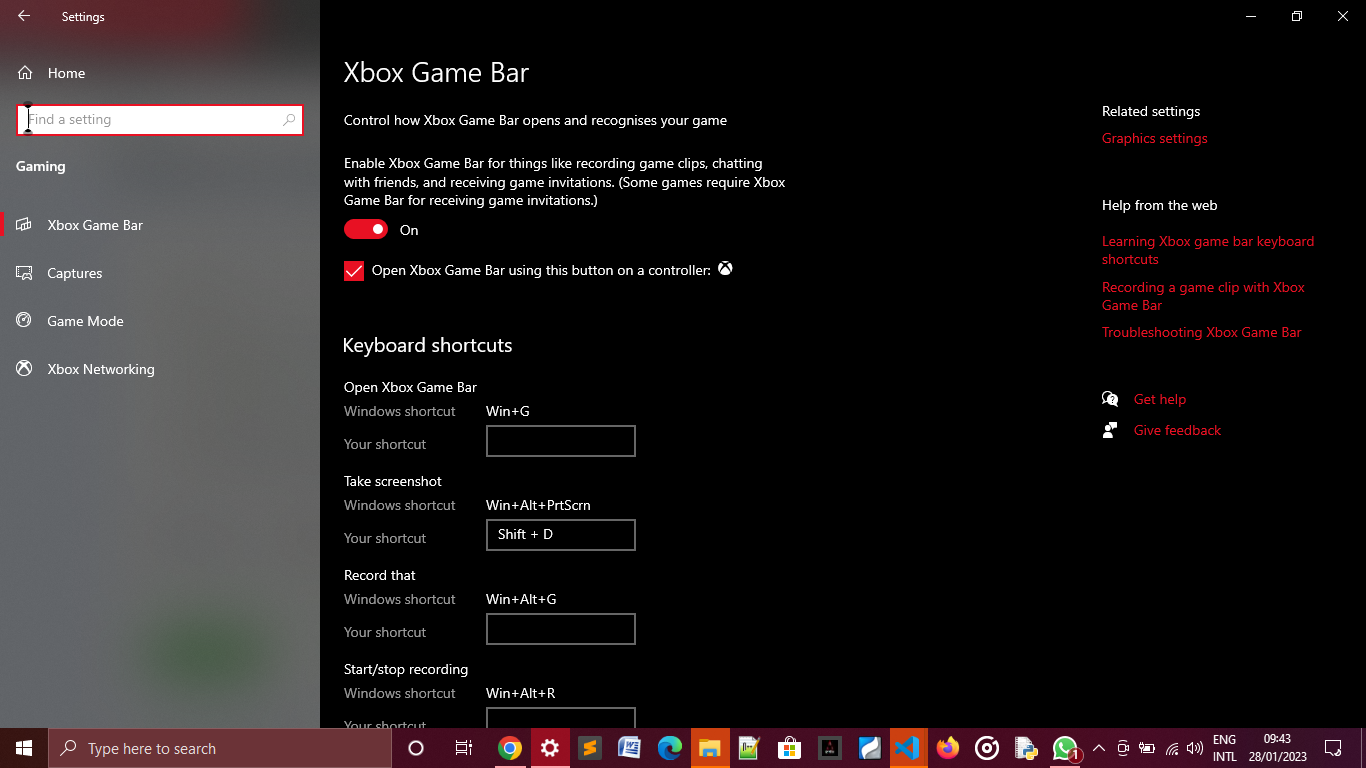 Settings
Home
Find a setting
Gaming
Xbox Game Bar
Captures
Game Mode
Xbox Networking
Xbox Game Bar
Control how Xbox Game Bar opens and recognises your game
Enable Xbox Game Bar for things like recording game clips, chatting
with friends, and receiving game invitations. (Some games require Xbox
Game Bar for receiving game invitations.)
On
Open Xbox Game Bar using this button on a controller:
Keyboard shortcuts
Open Xbox Game Bar
Windows shortcut Win+G
Your shortcut
Take screenshot
Windows shortcut Win+Alt+PrtScrn
Your shortcut Shift + D
Record that
Windows shortcut Win+Alt+G
Your shortcut
Start/stop recording
Windows shortcut Win+Alt+R
Your shortcut
Related settings
Graphics settings
Help from the web
Learning Xbox game bar keyboard
shortcuts
Recording a game clip with Xbox
Game Bar
Troubleshooting Xbox Game Bar
Get help
Give feedback
Type here to search
1
ENG
INTL
09:43
28/01/2023